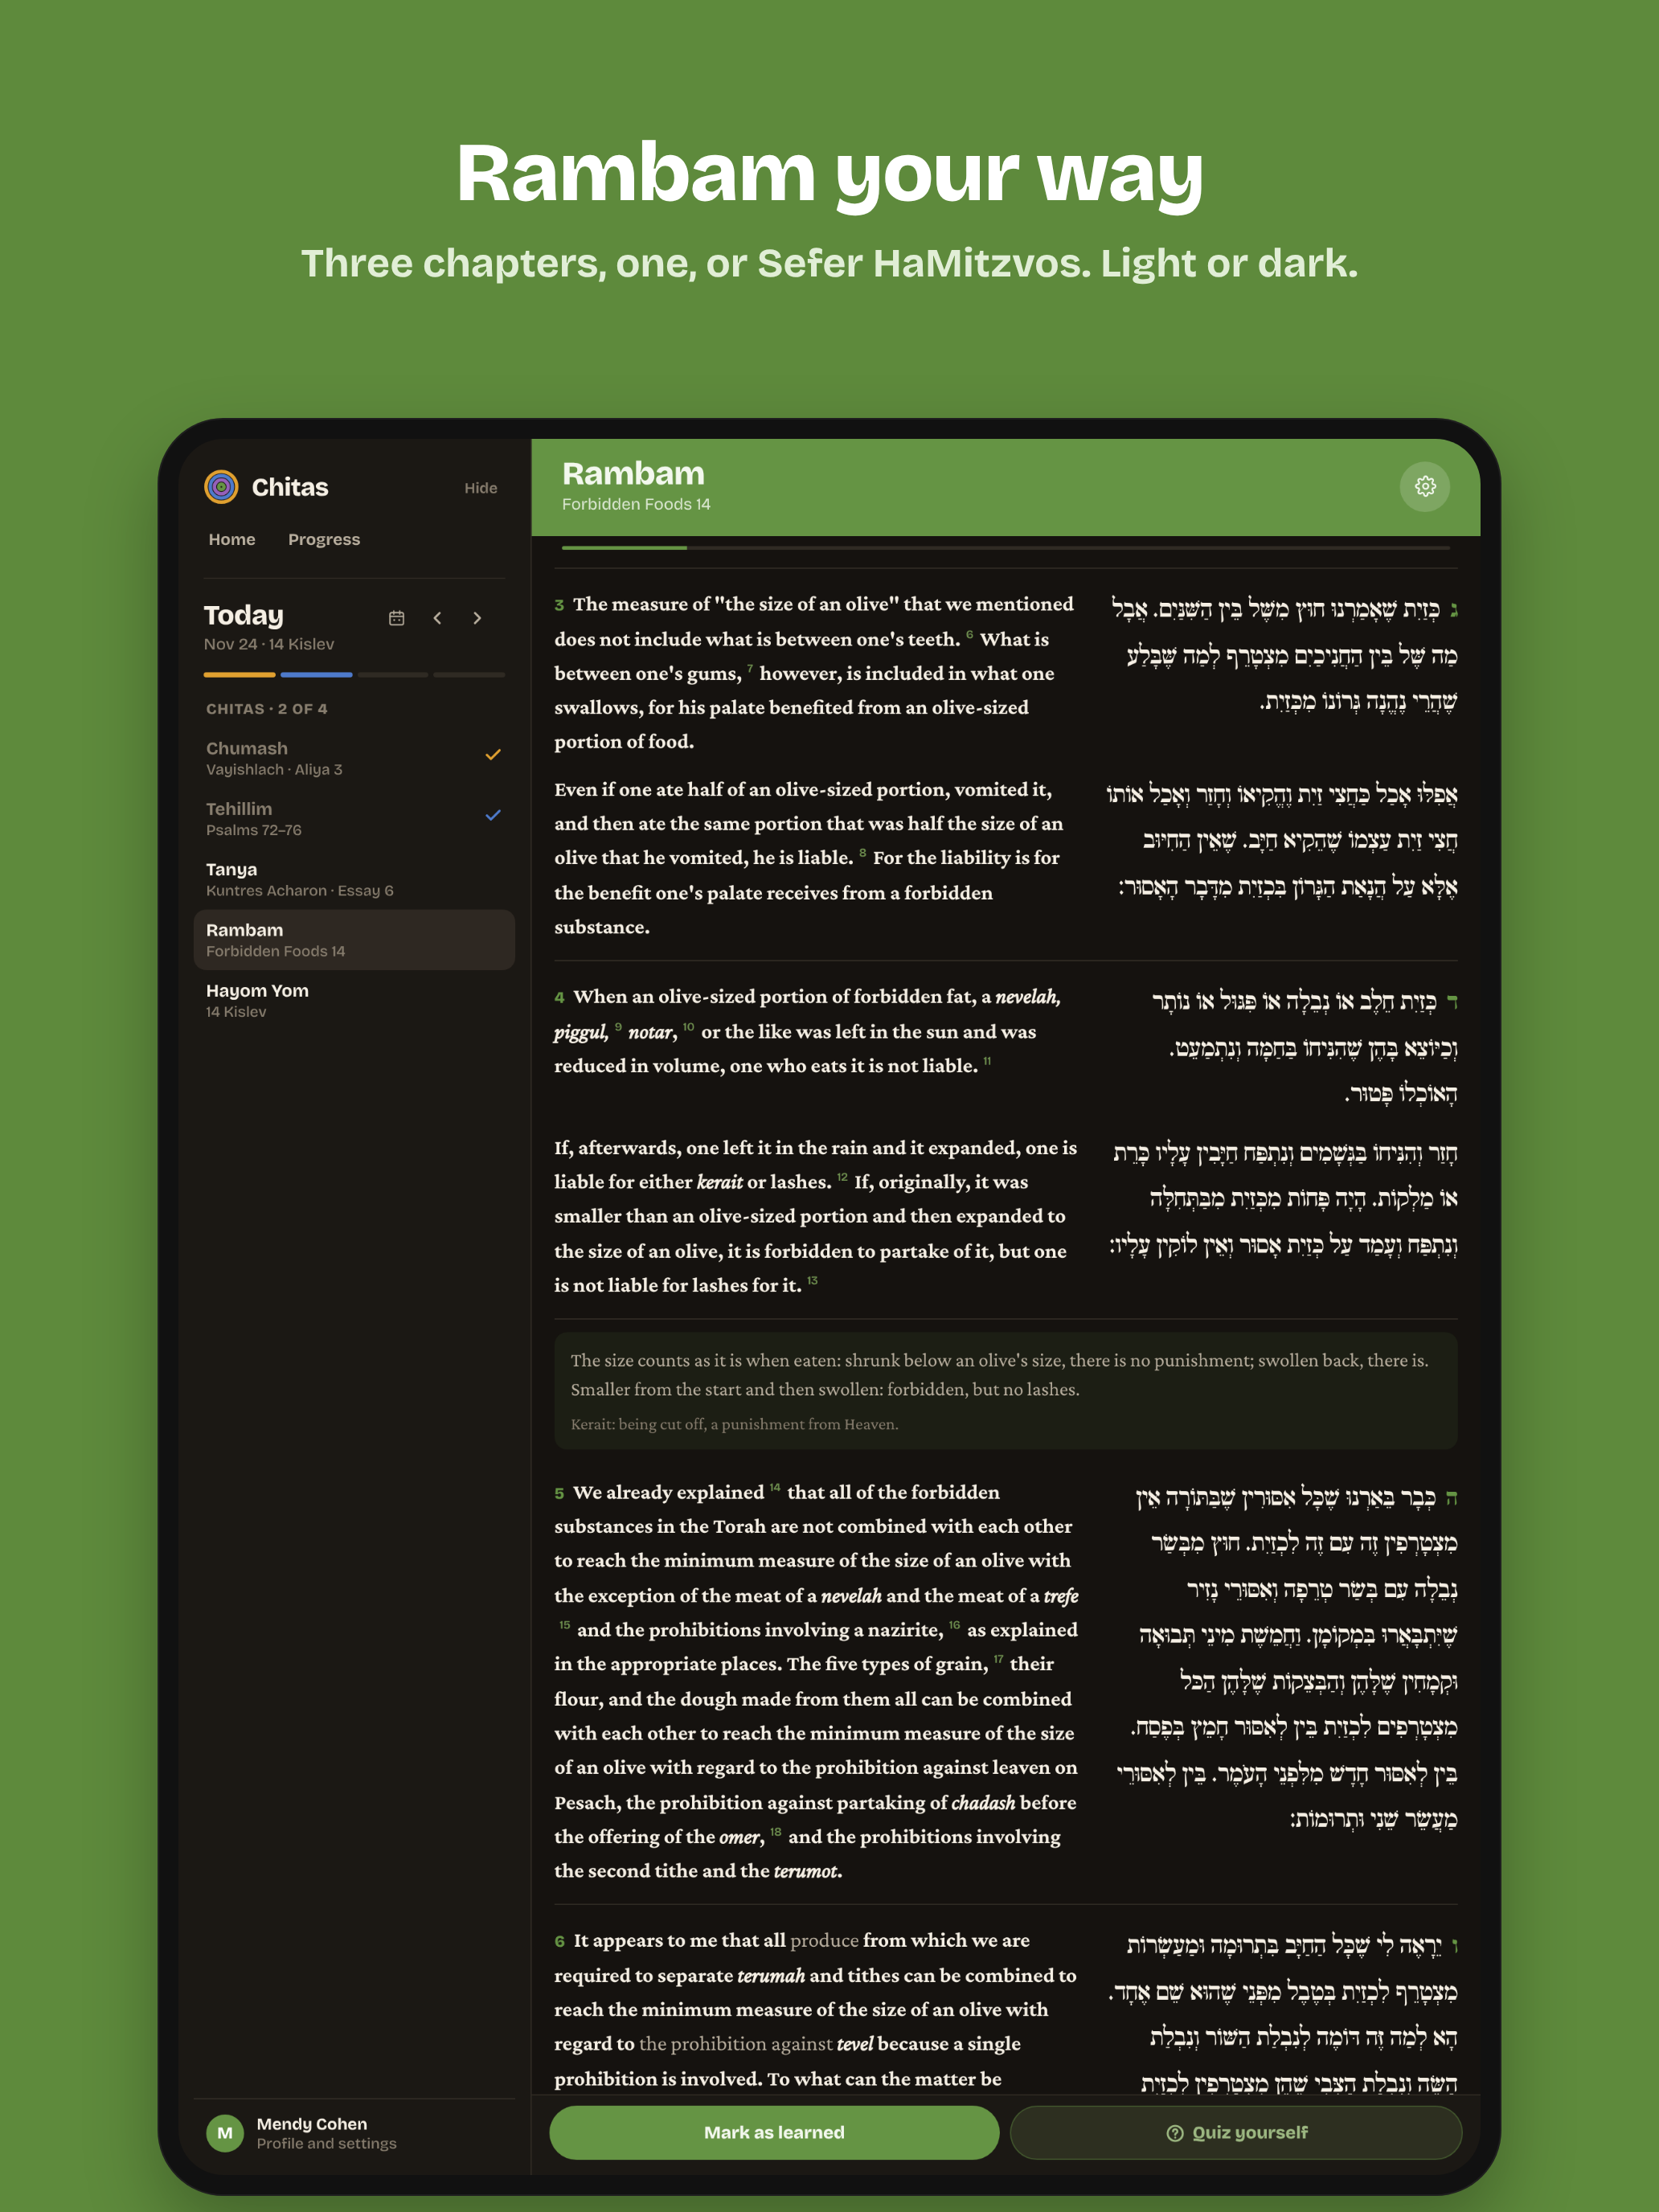 Rambam your way
Three chapters, one, or Sefer HaMitzvos. Light or dark.
Chitas
Hide
Home
Progress
Today
Nov 24 · 14 Kislev
CHITAS · 2 OF 4
Chumash
Vayishlach · Aliya 3
Tehillim
Psalms 72–76
Tanya
Kuntres Acharon · Essay 6
Rambam
Forbidden Foods 14
Hayom Yom
14 Kislev
M
Mendy Cohen
Profile and settings
Rambam
Forbidden Foods 14
3 The measure of "the size of an olive" that we mentioned
does not include what is between one's teeth. 6 What is
between one's gums, 7 however, is included in what one
swallows, for his palate benefited from an olive-sized
portion of food.
ג כְּזַיִת שֶׁאָמַרְנוּ חוּץ מִשֶּׁל בֵּין הַשִּׁנַּיִם. אֲבָל
מַה שֶּׁל בֵּין הַחֲנִיכַיִם מִצְטָרֵף לְמַה שֶּׁבָּלַע
שֶׁהֲרֵי נֶהֱנָה גְּרוֹנוֹ מִכְּזַיִת.
Even if one ate half of an olive-sized portion, vomited it,
and then ate the same portion that was half the size of an
olive that he vomited, he is liable. 8 For the liability is for
the benefit one's palate receives from a forbidden
substance.
אֲפִלּוּ אָכַל כַּחֲצִי זַיִת וֶהֱקִיאוֹ וְחָזַר וְאָכַל אוֹתוֹ
חֲצִי זַיִת עַצְמוֹ שֶׁהֵקִיא חַיָּב. שֶׁאֵין הַחִיּוּב
אֶלָּא עַל הֲנָאַת הַגָּרוֹן בִּכְזַיִת מִדָּבָר הָאָסוּר:
4 When an olive-sized portion of forbidden fat, a nevelah,
piggul, 9 notar, 10 or the like was left in the sun and was
reduced in volume, one who eats it is not liable. 11
ד כְּזַיִת חֵלֶב אוֹ נְבֵלָה אוֹ פִּגּוּל אוֹ נוֹתָר
וְכַיּוֹצֵא בָּהֶן שֶׁהִנִּיחוֹ בַּחַמָּה וְנִתְמַעֵט.
הָאוֹכְלוֹ פָּטוּר.
If, afterwards, one left it in the rain and it expanded, one is
liable for either kerait or lashes. 12 If, originally, it was
smaller than an olive-sized portion and then expanded to
the size of an olive, it is forbidden to partake of it, but one
is not liable for lashes for it. 13
חָזַר וְהִנִּיחוֹ בַּגְּשָׁמִים וְנִתְפַּח חַיָּבִין עָלָיו כָּרֵת
אוֹ מַלְקוֹת. הָיָה פָּחוֹת מִכְּזַיִת מִבַּתְּחִלָּה
וְנִתְפַּח וְעָמַד עַל כְּזַיִת אָסוּר וְאֵין לוֹקִין עָלָיו:
The size counts as it is when eaten: shrunk below an olive's size, there is no punishment; swollen back, there is.
Smaller from the start and then swollen: forbidden, but no lashes.
Kerait: being cut off, a punishment from Heaven.
5 We already explained 14 that all of the forbidden
substances in the Torah are not combined with each other
to reach the minimum measure of the size of an olive with
the exception of the meat of a nevelah and the meat of a trefe
15 and the prohibitions involving a nazirite, 16 as explained
in the appropriate places. The five types of grain, 17 their
flour, and the dough made from them all can be combined
with each other to reach the minimum measure of the size
of an olive with regard to the prohibition against leaven on
Pesach, the prohibition against partaking of chadash before
the offering of the omer, 18 and the prohibitions involving
the second tithe and the terumot.
ה כְּבָר בֵּאַרְנוּ שֶׁכָּל אִסּוּרִין שֶׁבַּתּוֹרָה אֵין
מִצְטָרְפִין זֶה עִם זֶה לִכְזַיִת. חוּץ מִבְּשַׂר
נְבֵלָה עִם בְּשַׂר טְרֵפָה וְאִסּוּרֵי נָזִיר
שֶׁיִּתְבָּאֲרוּ בִּמְקוֹמָן. וַחֲמֵשֶׁת מִינֵי תְּבוּאָה
וּקְמָחִין שֶׁלָּהֶן וְהַבְּצֵקוֹת שֶׁלָּהֶן הַכֹּל
מִצְטָרְפִים לִכְזַיִת בֵּין לְאִסּוּר חָמֵץ בְּפֶסַח.
בֵּין לְאִסּוּר חָדָשׁ מִלִּפְנֵי הָעֹמֶר. בֵּין לְאִסּוּרֵי
מַעֲשֵׂר שֵׁנִי וּתְרוּמוֹת:
6 It appears to me that all produce from which we are
required to separate terumah and tithes can be combined to
reach the minimum measure of the size of an olive with
regard to the prohibition against tevel because a single
prohibition is involved. To what can the matter be
ו יֵרָאֶה לִי שֶׁכָּל הַחַיָּב בִּתְרוּמָה וּמַעַשְׂרוֹת
מִצְטָרֵף לִכְזַיִת בְּטֶבֶל מִפְּנֵי שֶׁהוּא שֵׁם אֶחָד.
הָא לְמַה זֶּה דּוֹמֶה לְנִבְלַת הַשּׁוֹר וְנִבְלַת
הַשֶּׂה וְנִבְלַת הַצְּבִי שֶׁהֵן מִצְטָרְפִין לִכְזַיִת
Mark as learned
Quiz yourself